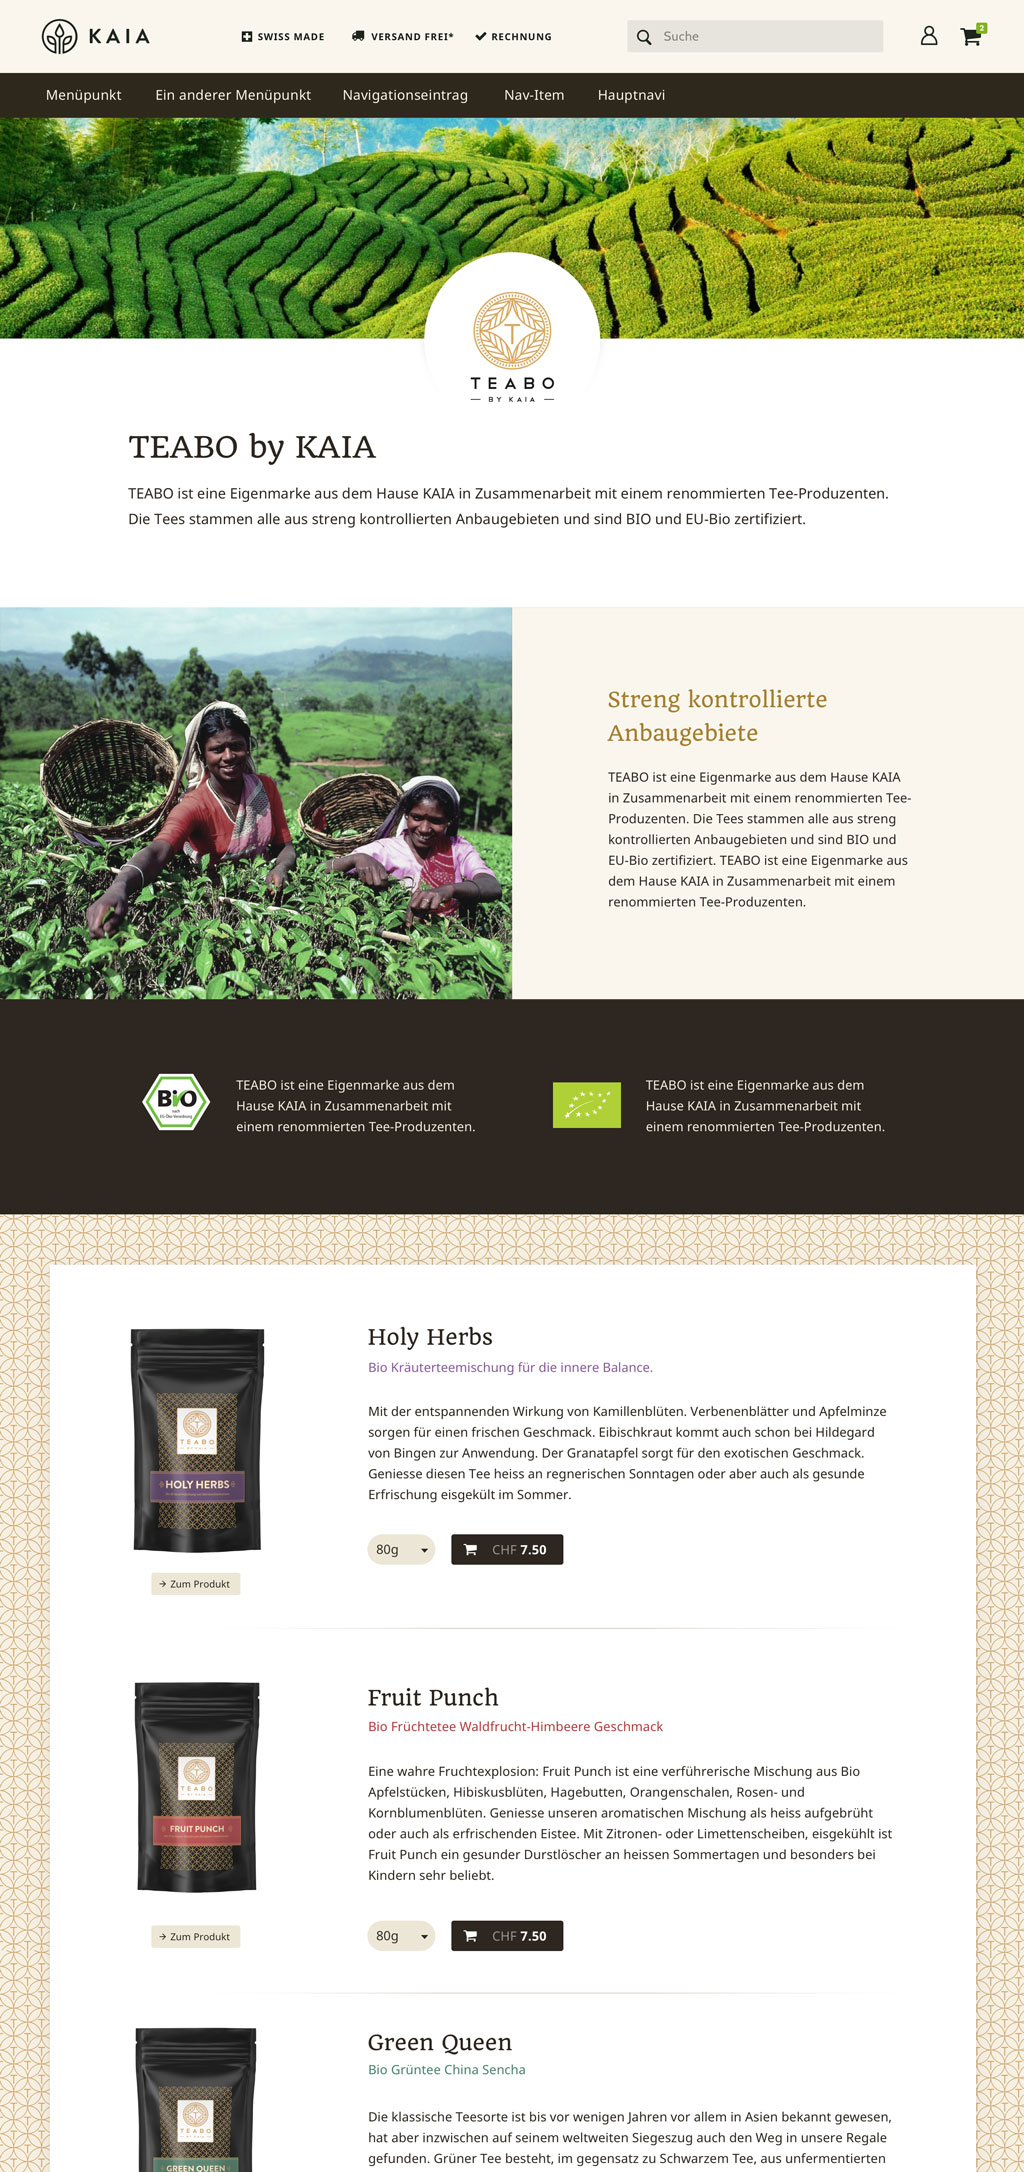 KAIA
SWISS MADE
VERSAND FREI*
RECHNUNG
Suche
2
Menüpunkt
Ein anderer Menüpunkt
Navigationseintrag
Nav-Item
Hauptnavi
T
TEABO
BY KAIA
TEABO by KAIA
TEABO ist eine Eigenmarke aus dem Hause KAIA in Zusammenarbeit mit einem renommierten Tee-Produzenten.
Die Tees stammen alle aus streng kontrollierten Anbaugebieten und sind BIO und EU-Bio zertifiziert.
Streng kontrollierte
Anbaugebiete
TEABO ist eine Eigenmarke aus dem Hause KAIA
in Zusammenarbeit mit einem renommierten Tee-
Produzenten. Die Tees stammen alle aus streng
kontrollierten Anbaugebieten und sind BIO und
EU-Bio zertifiziert. TEABO ist eine Eigenmarke aus
dem Hause KAIA in Zusammenarbeit mit einem
renommierten Tee-Produzenten.
BIO
nach
EG-Öko-Verordnung
TEABO ist eine Eigenmarke aus dem
Hause KAIA in Zusammenarbeit mit
einem renommierten Tee-Produzenten.
TEABO ist eine Eigenmarke aus dem
Hause KAIA in Zusammenarbeit mit
einem renommierten Tee-Produzenten.
TEABO
BY KAIA
HOLY HERBS
Zum Produkt
Holy Herbs
Bio Kräuterteemischung für die innere Balance.
Mit der entspannenden Wirkung von Kamillenblüten. Verbenenblätter und Apfelminze
sorgen für einen frischen Geschmack. Eibischkraut kommt auch schon bei Hildegard
von Bingen zur Anwendung. Der Granatapfel sorgt für den exotischen Geschmack.
Geniesse diesen Tee heiss an regnerischen Sonntagen oder aber auch als gesunde
Erfrischung eisgekült im Sommer.
80g
CHF 7.50
TEABO
BY KAIA
FRUIT PUNCH
Zum Produkt
Fruit Punch
Bio Früchtetee Waldfrucht-Himbeere Geschmack
Eine wahre Fruchtexplosion: Fruit Punch ist eine verführerische Mischung aus Bio
Apfelstücken, Hibiskusblüten, Hagebutten, Orangenschalen, Rosen- und
Kornblumenblüten. Geniesse unseren aromatischen Mischung als heiss aufgebrüht
oder auch als erfrischenden Eistee. Mit Zitronen- oder Limettenscheiben, eisgekühlt ist
Fruit Punch ein gesunder Durstlöscher an heissen Sommertagen und besonders bei
Kindern sehr beliebt.
80g
CHF 7.50
TEABO
BY KAIA
GREEN QUEEN
Green Queen
Bio Grüntee China Sencha
Die klassische Teesorte ist bis vor wenigen Jahren vor allem in Asien bekannt gewesen,
hat aber inzwischen auf seinem weltweiten Siegeszug auch den Weg in unsere Regale
gefunden. Grüner Tee besteht, im gegensatz zu Schwarzem Tee, aus unfermentierten